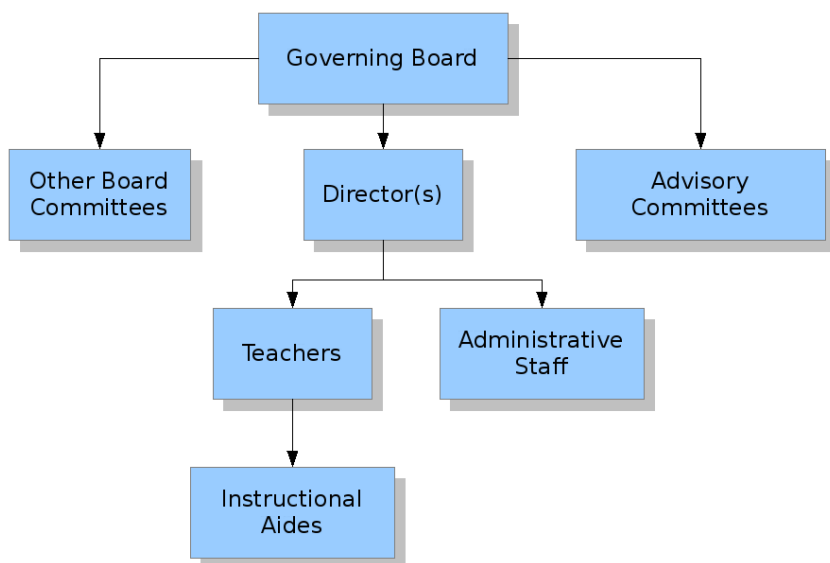 Governing Board
Other Board
Committees
Director(s)
Advisory
Committees
Teachers
Administrative
Staff
Instructional
Aides